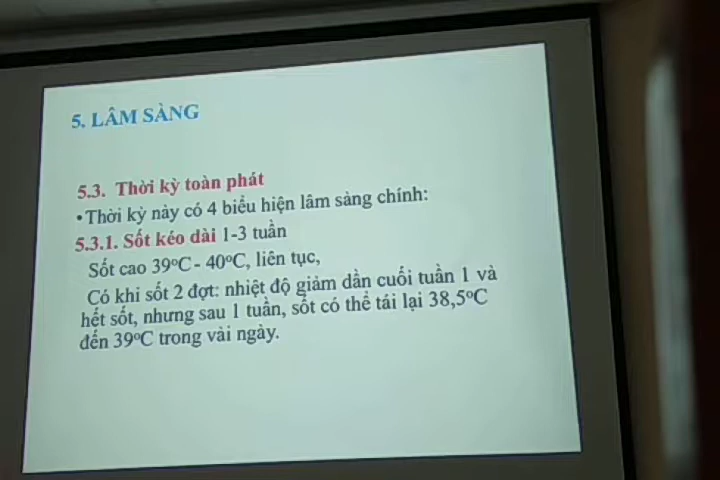 5. LÂM SÀNG
5.3. Thời kỳ toàn phát
•Thời kỳ này có 4 biểu hiện lâm sàng chính:
5.3.1. Sốt kéo dài 1-3 tuần
Sốt cao 39ºC - 40ºC, liên tục,
Có khi sốt 2 đợt: nhiệt độ giảm dần cuối tuần 1 và
hết sốt, nhưng sau 1 tuần, sốt có thể tái lại 38,5ºC
đến 39ºC trong vài ngày.